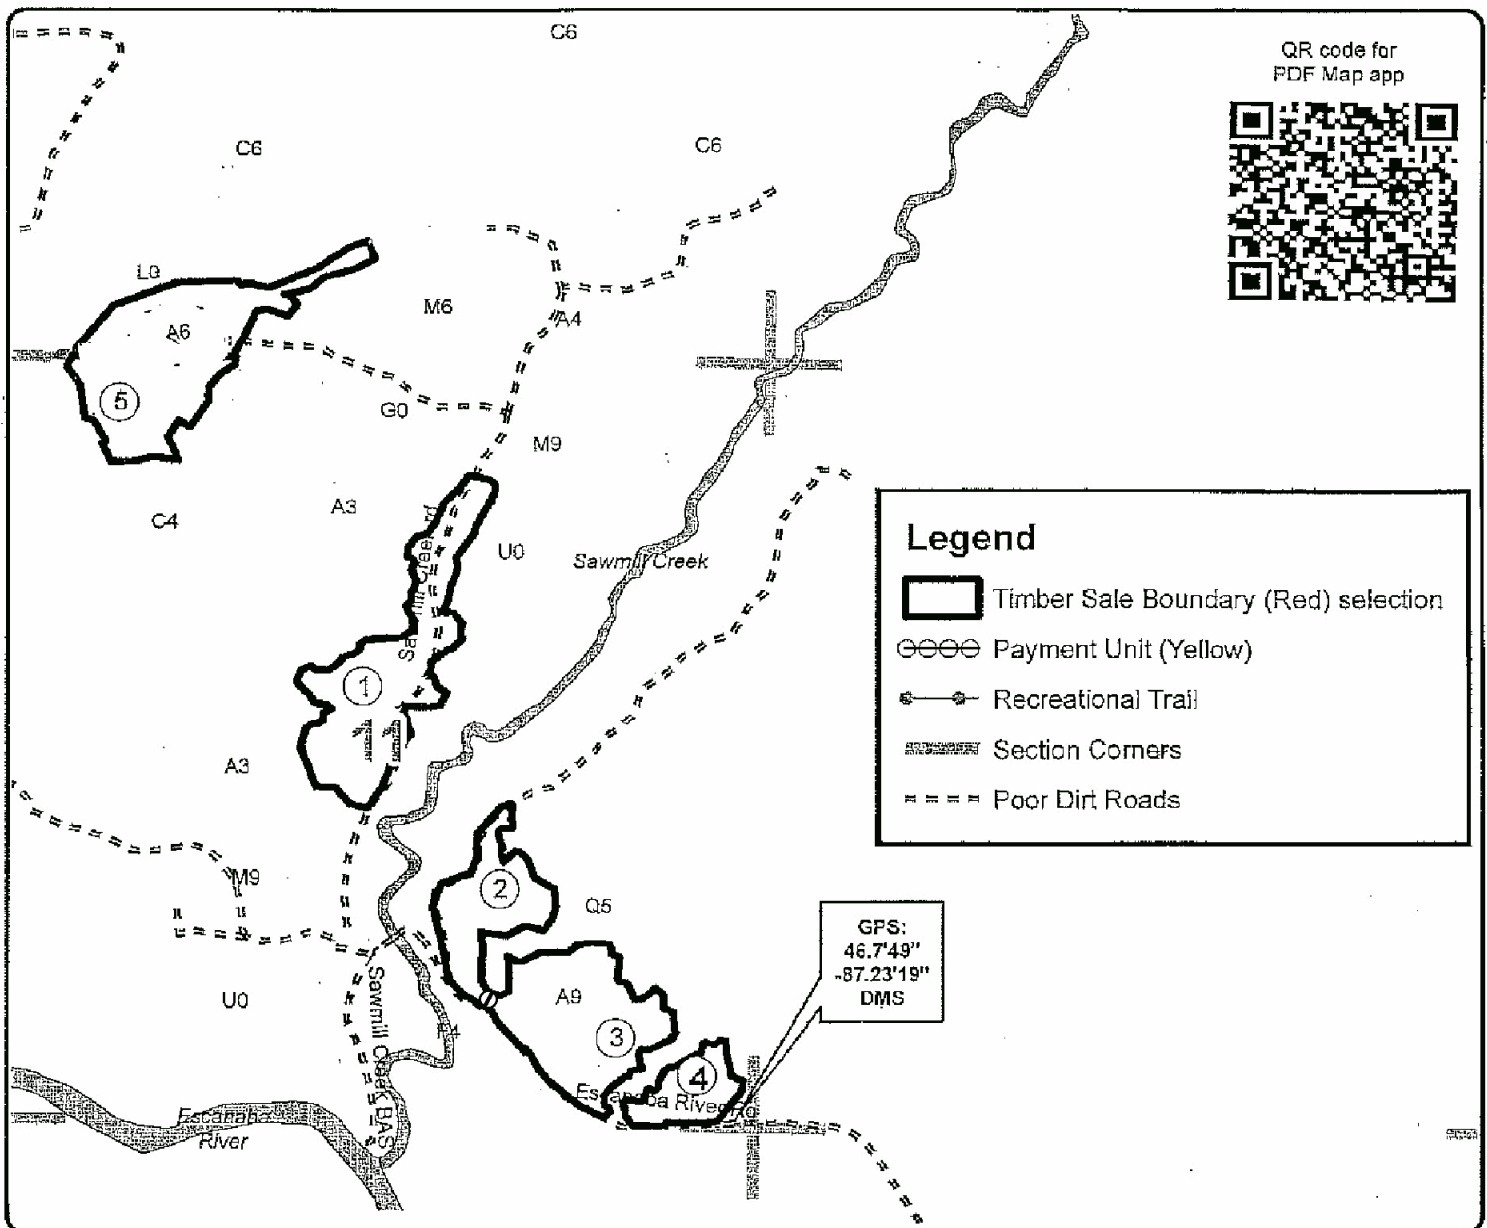 C6
QR code for
PDF Map app
C6
C6
L0
M6
A4
A6
5
G0
M9
A3
C4
U0
Sawmill Creek
Legend
Timber Sale Boundary (Red) selection
Payment Unit (Yellow)
Recreational Trail
Section Corners
Poor Dirt Roads
1
11
A3
M9
2
Q5
GPS:
46.7'49"
-87.23'19"
DMS
A9
U0
3
4
Escanaba River Rd
Sawmill Creek BAS
Escanaba
River